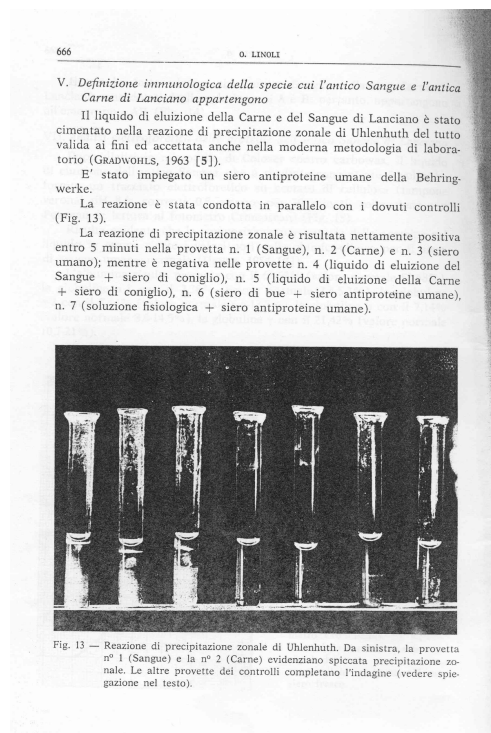 666
O. LINOLI
V. Definizione immunologica della specie cui l'antico Sangue e l'antica
Carne di Lanciano appartengono
Il liquido di eluizione della Carne e del Sangue di Lanciano è stato
cimentato nella reazione di precipitazione zonale di Uhlenhuth del tutto
valida ai fini ed accettata anche nella moderna metodologia di labora-
torio (GRADWOHLS, 1963 [5]).
E' stato impiegato un siero antiproteine umane della Behring-
werke.
La reazione è stata condotta in parallelo con i dovuti controlli
(Fig. 13).
La reazione di precipitazione zonale è risultata nettamente positiva
entro 5 minuti nella provetta n. 1 (Sangue), n. 2 (Carne) e n. 3 (siero
umano); mentre è negativa nelle provette n. 4 (liquido di eluizione del
Sangue + siero di coniglio), n. 5 (liquido di eluizione della Carne
+ siero di coniglio), n. 6 (siero di bue + siero antiproteine umane),
n. 7 (soluzione fisiologica + siero antiproteine umane).
Fig. 13 — Reazione di precipitazione zonale di Uhlenhuth. Da sinistra, la provetta
nº 1 (Sangue) e la nº 2 (Carne) evidenziano spiccata precipitazione zo-
nale. Le altre provette dei controlli completano l'indagine (vedere spie-
gazione nel testo).